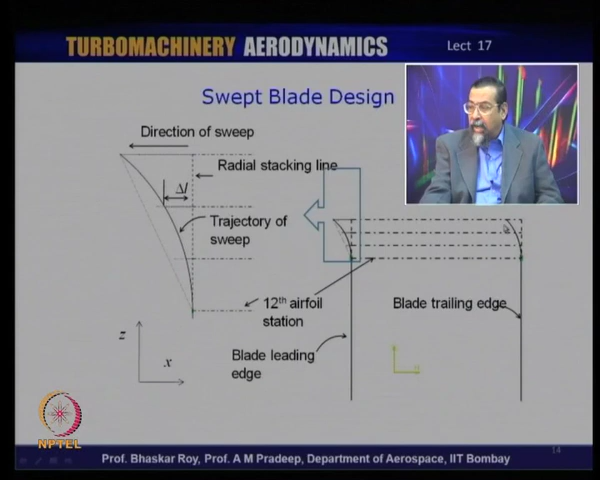 TURBOMACHINERY AERODYNAMICS
Lect 17
Swept Blade Design
Direction of sweep
Radial stacking line
Δl
Trajectory of
sweep
12th airfoil
station
Blade trailing edge
Blade leading
edge
z
x
NPTEL
14
Prof. Bhaskar Roy, Prof. A M Pradeep, Department of Aerospace, IIT Bombay